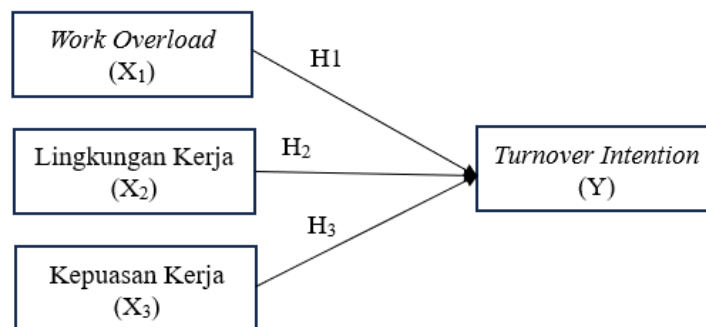 Work Overload
(X₁)
H1
Lingkungan Kerja
(X₂)
H₂
Turnover Intention
(Y)
H₃
Kepuasan Kerja
(X₃)